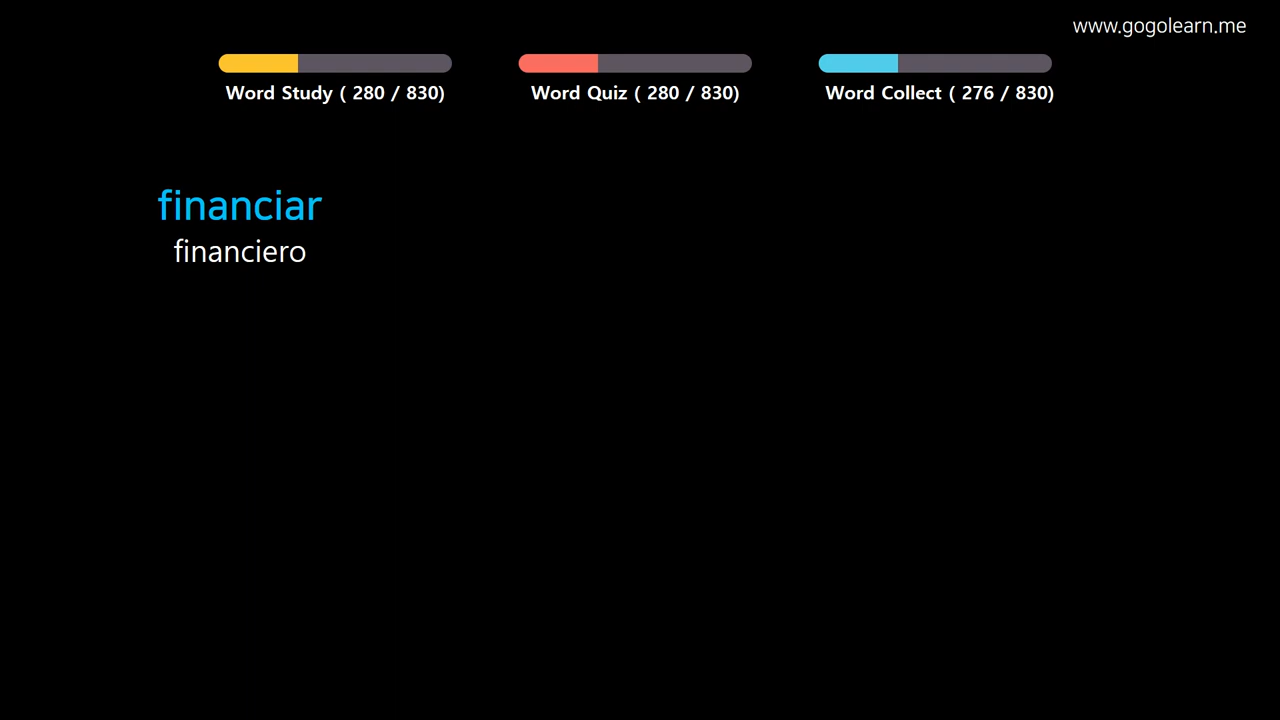 www.gogolearn.me
Word Study ( 280 / 830)
Word Quiz ( 280 / 830)
Word Collect ( 276 / 830)
financiar
financiero